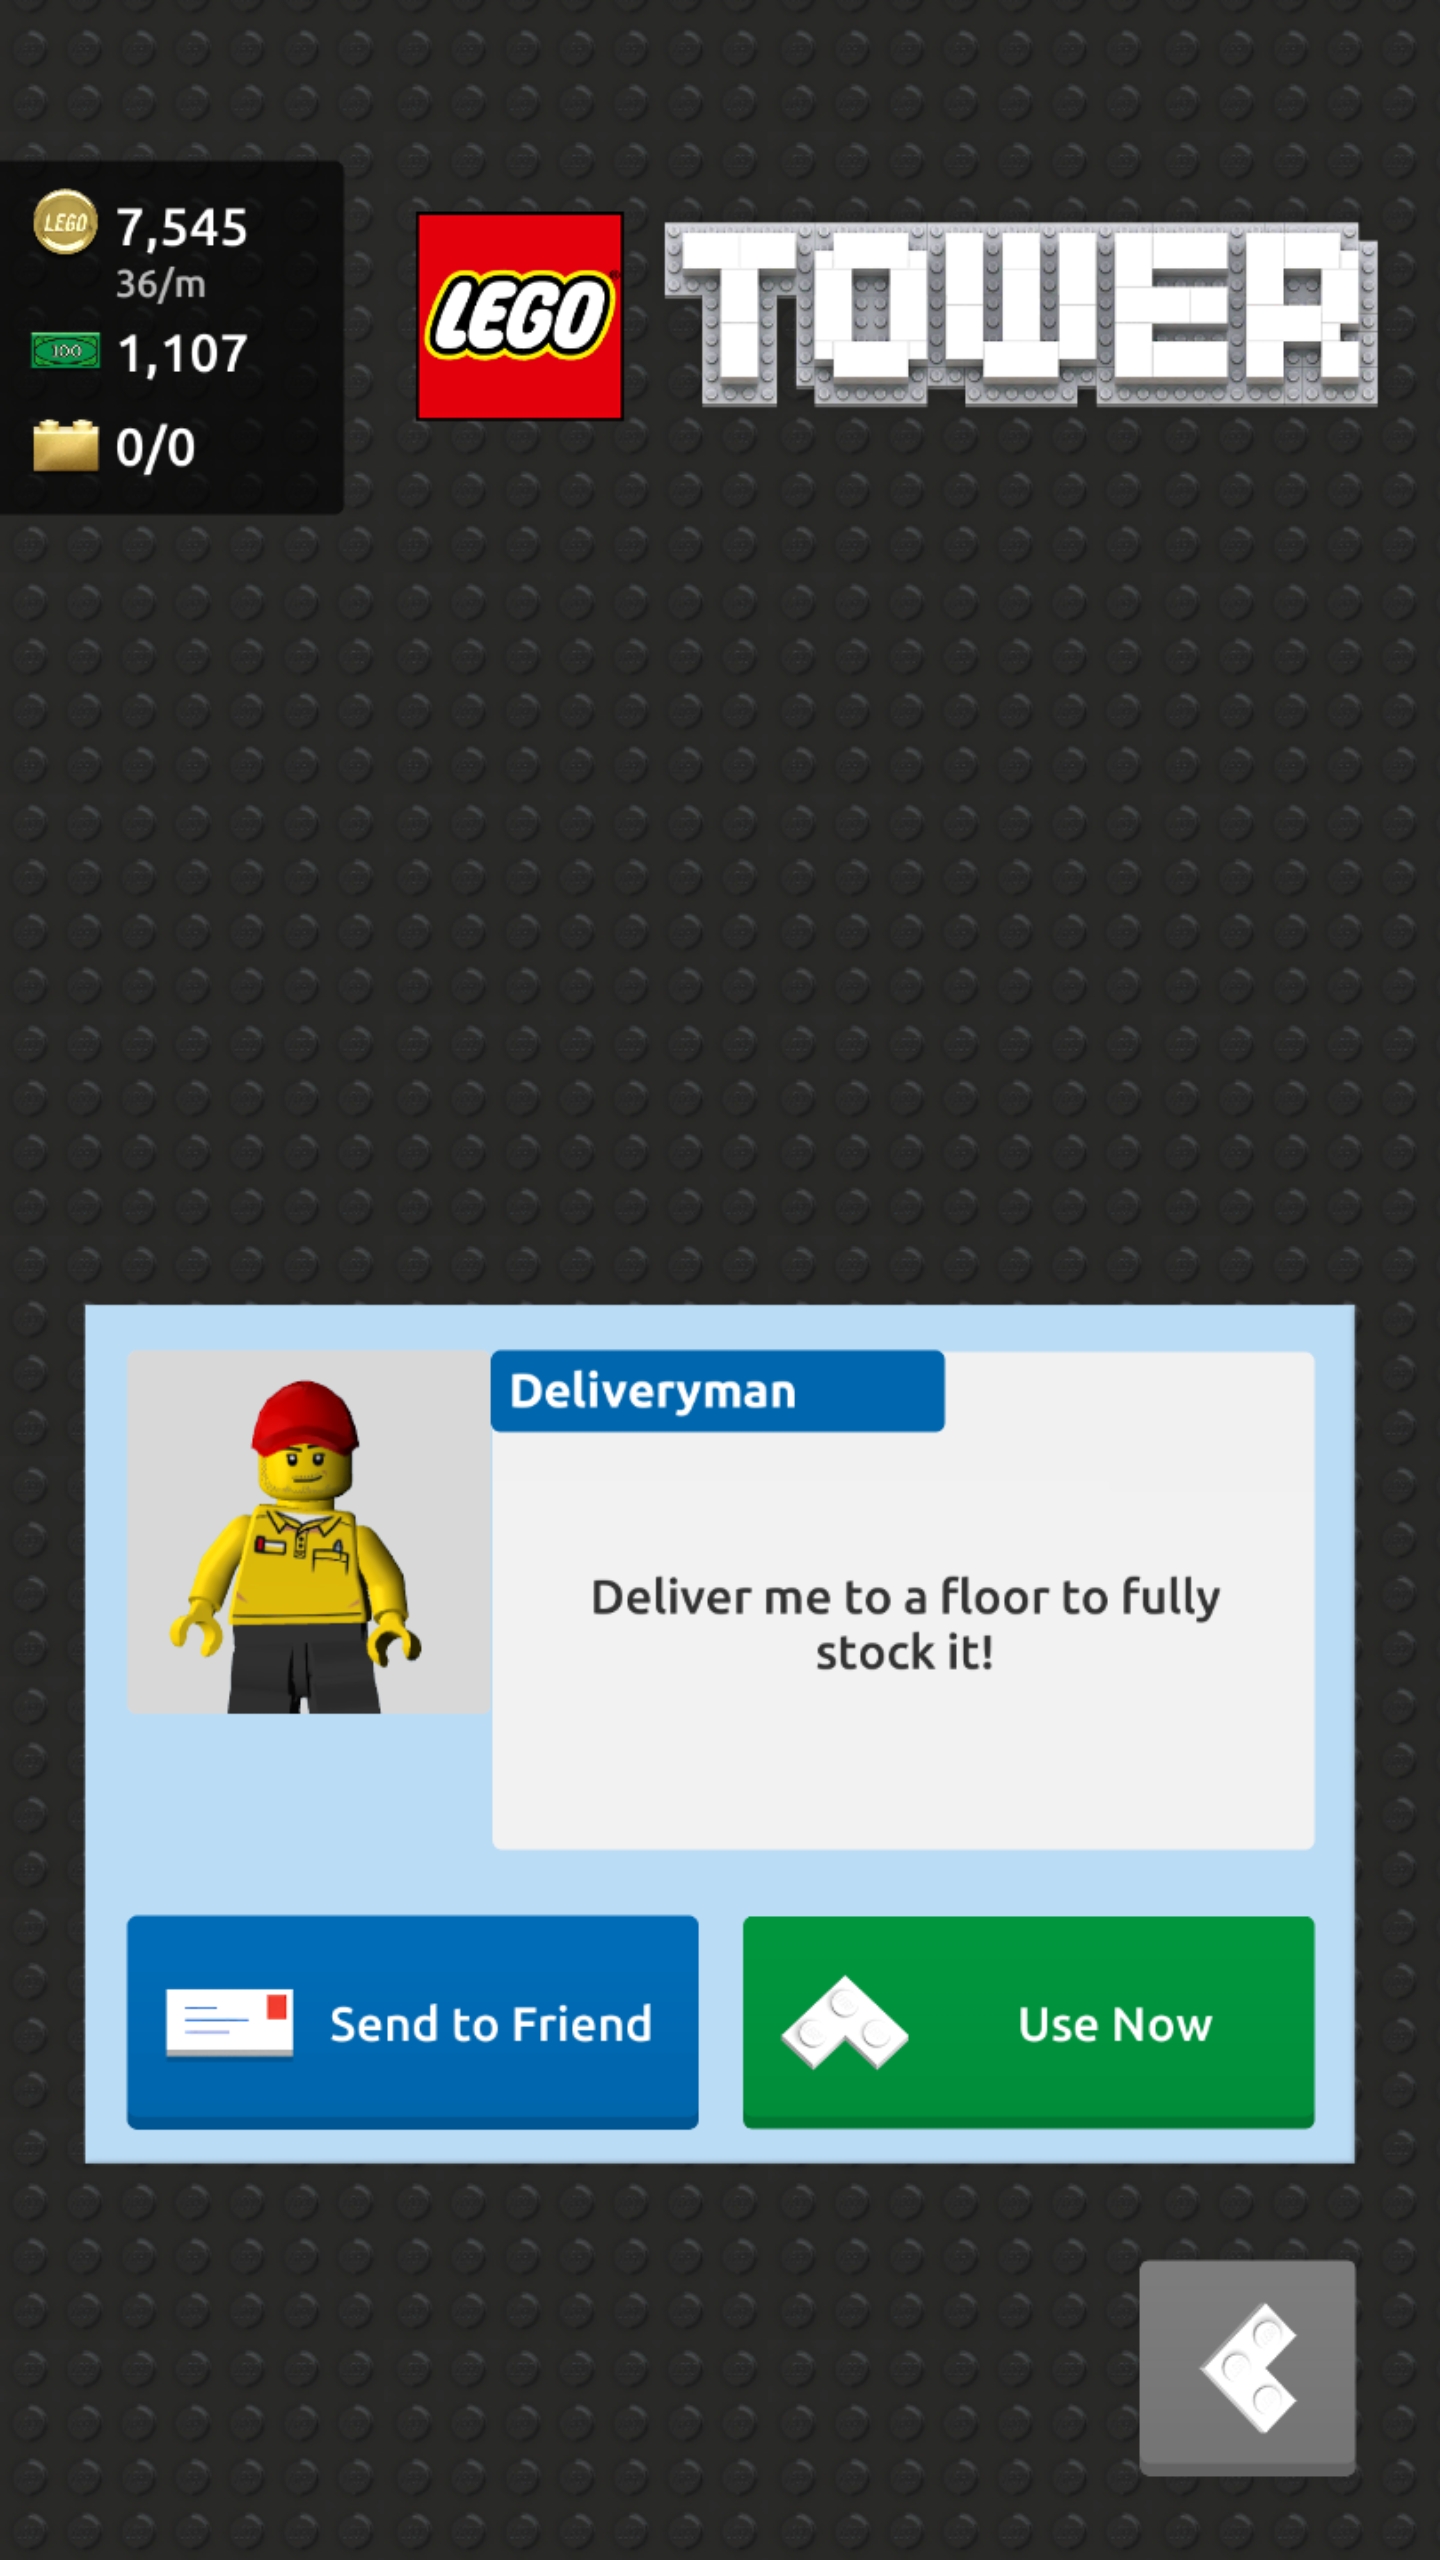 LEGO
7,545
36/m
100
1,107
0/0
LEGO®
TOWER
Deliveryman
Deliver me to a floor to fully
stock it!
Send to Friend
Use Now